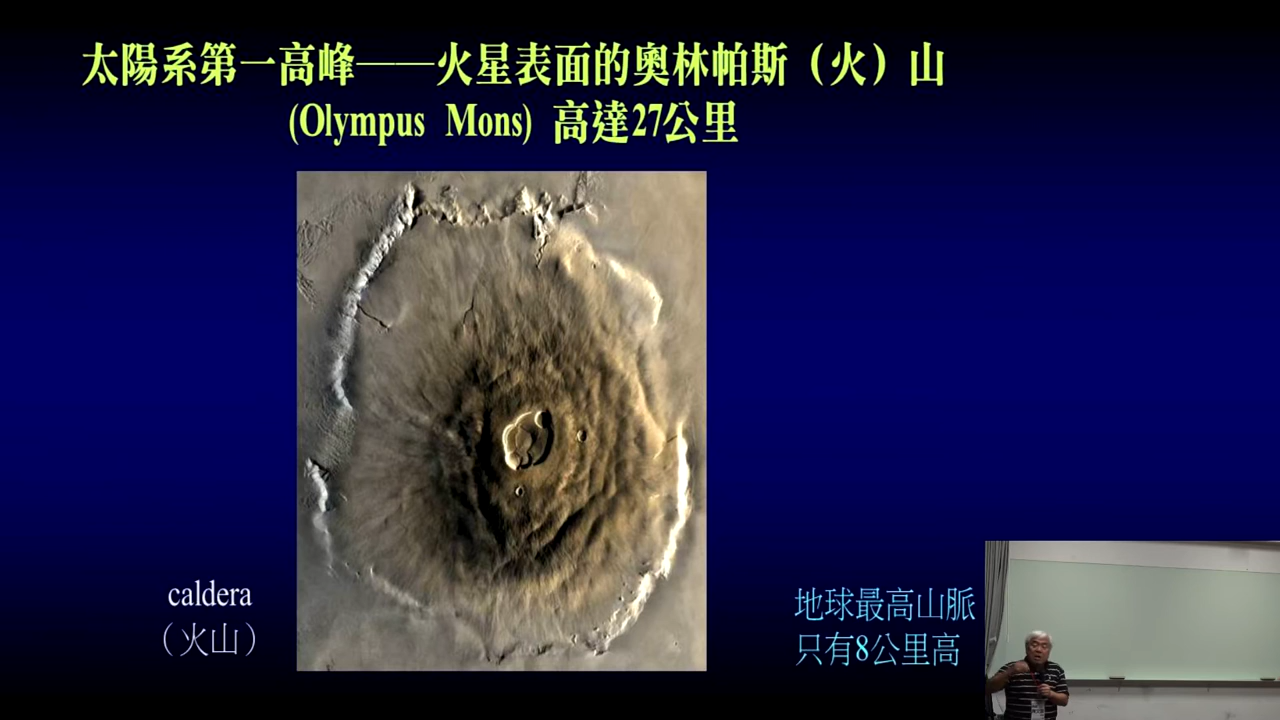 太陽系第一高峰——火星表面的奧林帕斯（火）山
(Olympus Mons) 高達27公里
caldera
（火山）
地球最高山脈
只有8公里高